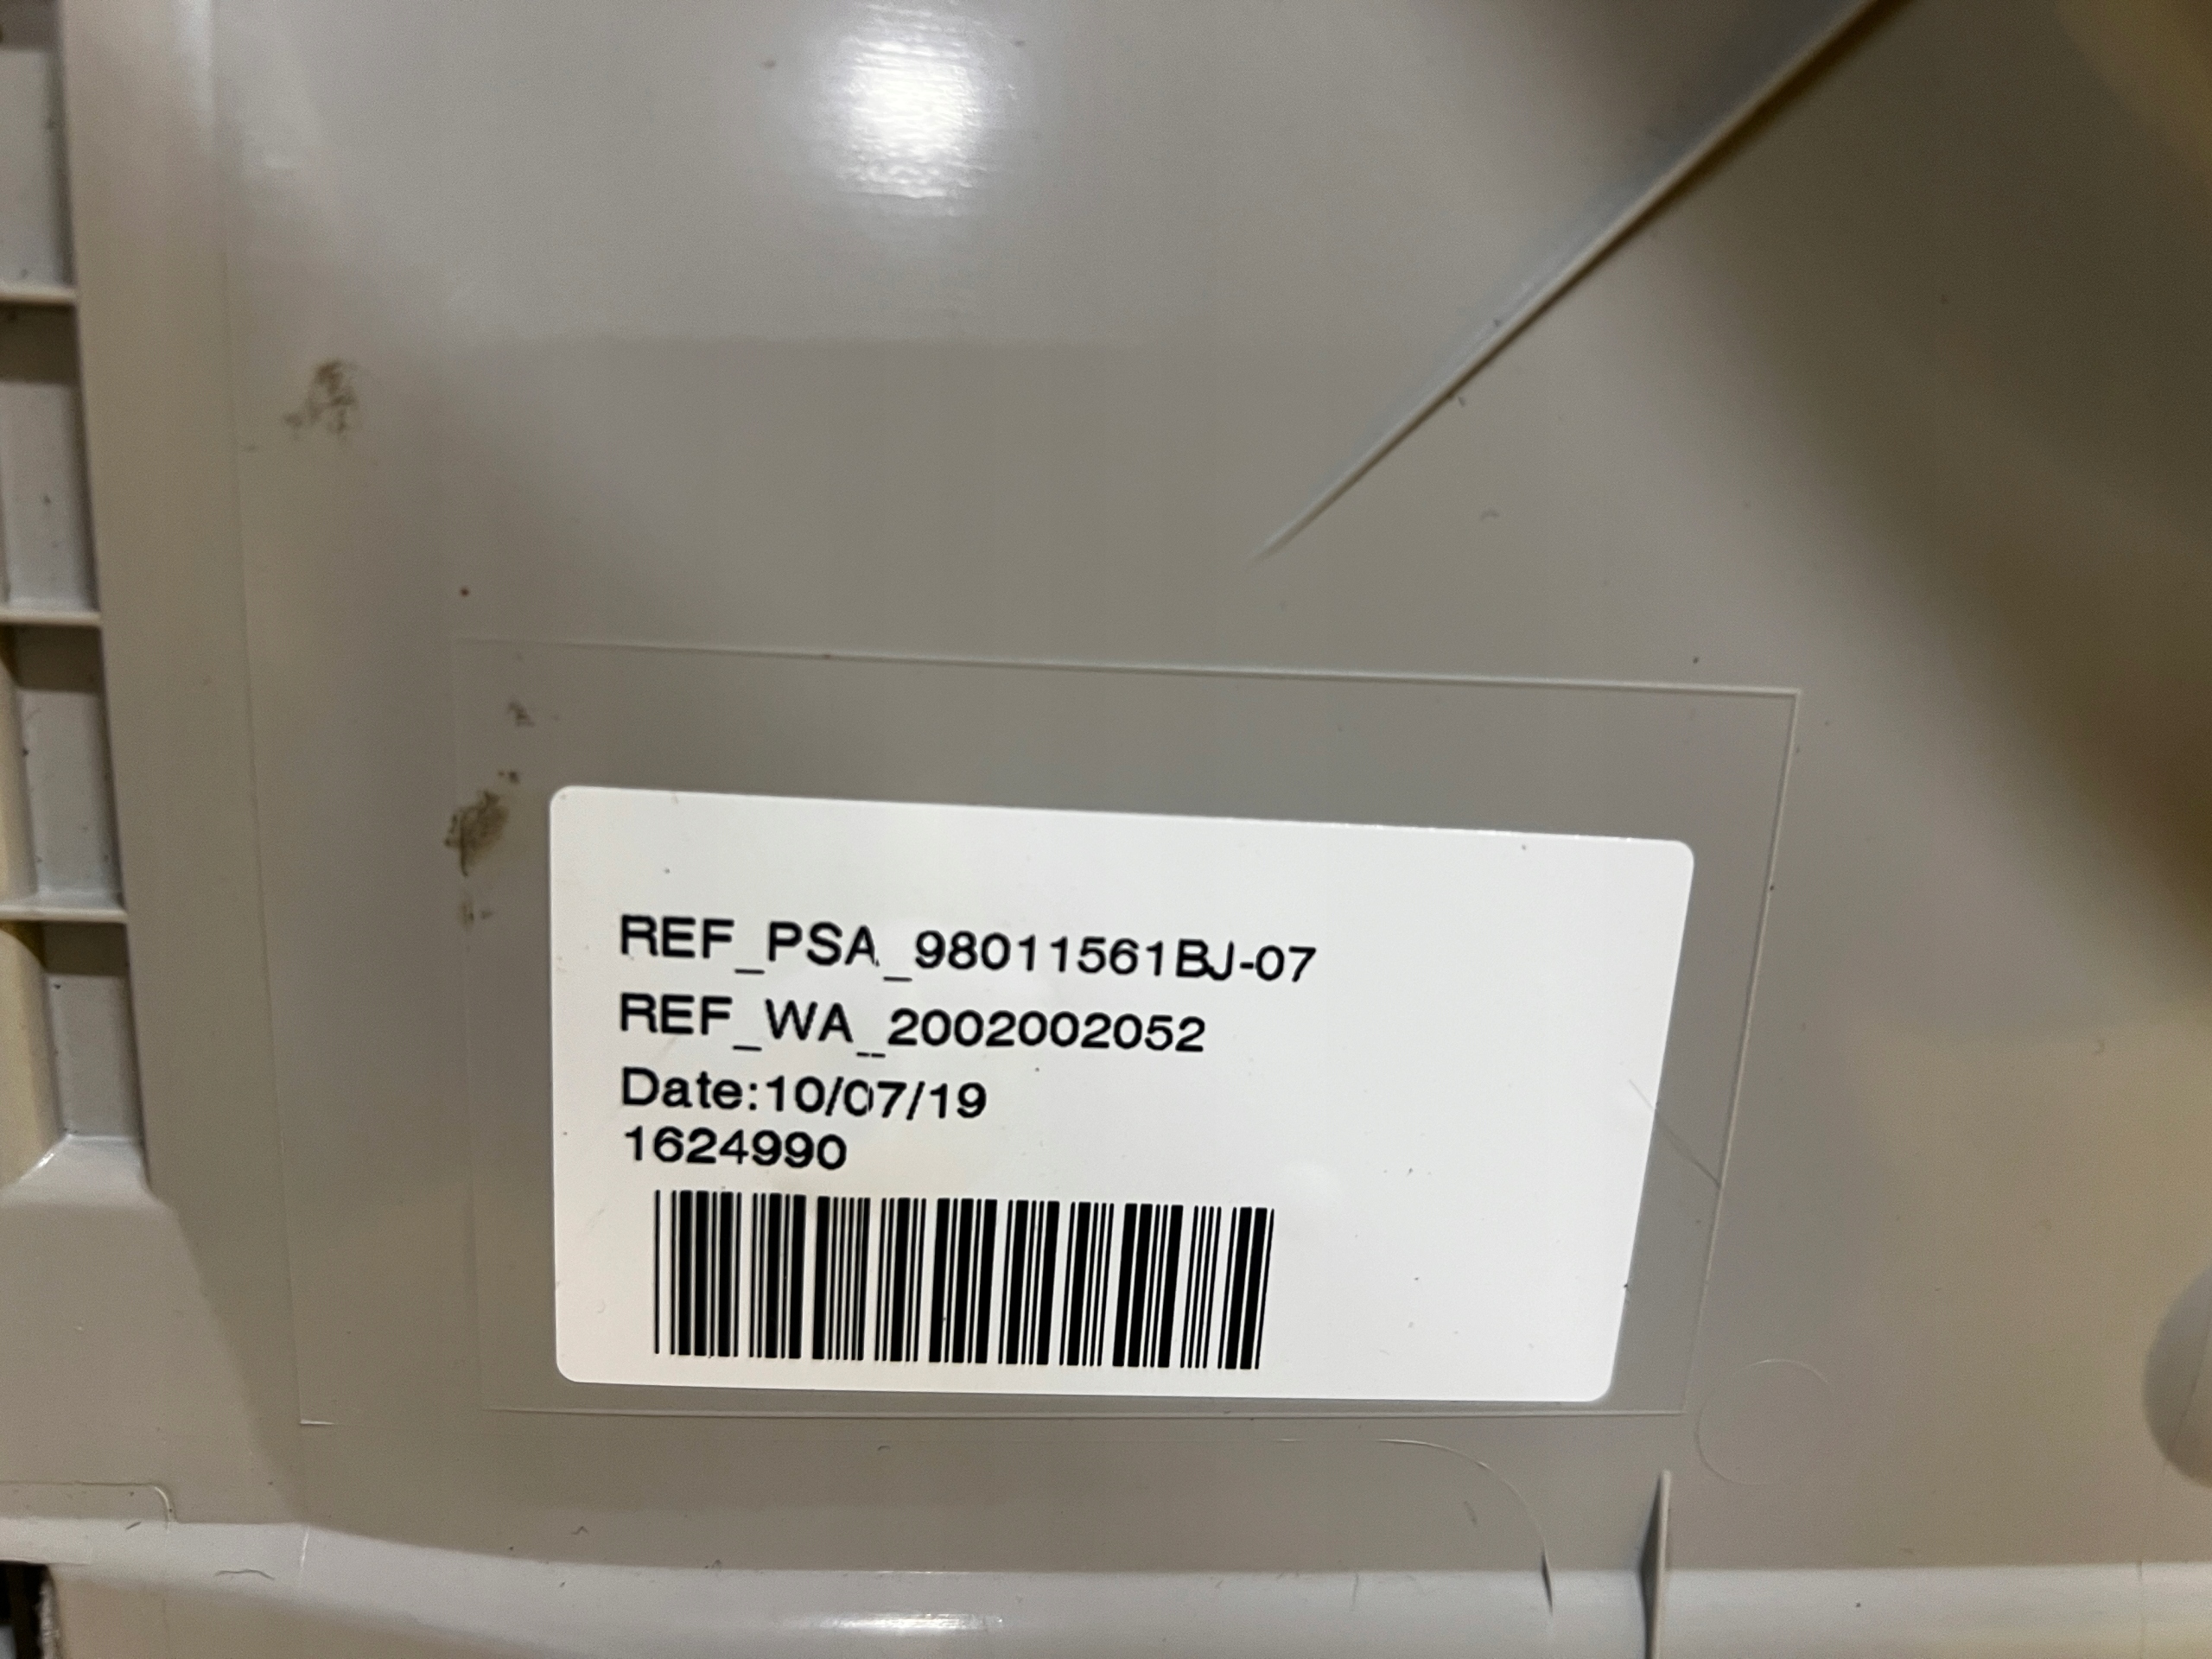 REF_PSA_98011561BJ-07
REF_WA_2002002052
Date:10/07/19
1624990